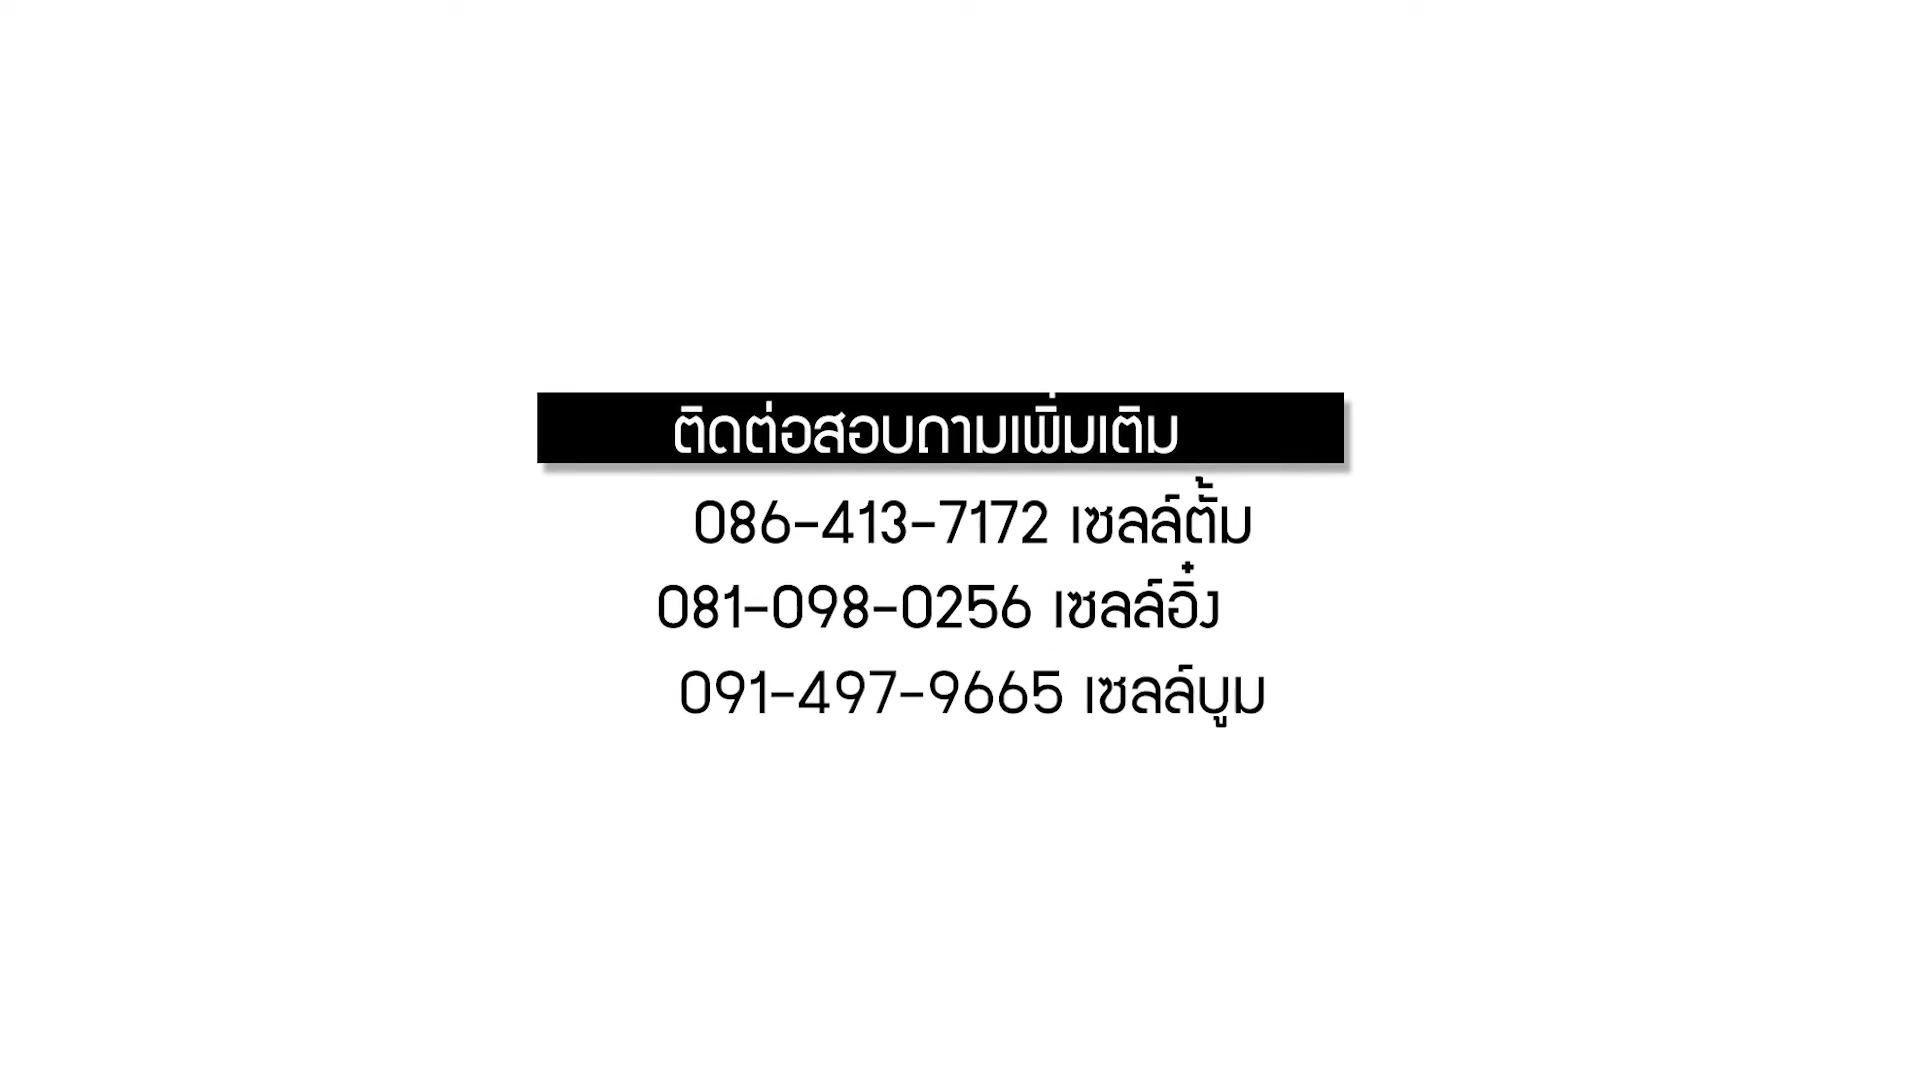 ติดต่อสอบถามเพิ่มเติม
086-413-7172 เซลล์ตั้ม
081-098-0256 เซลล์อิ๋ง
091-497-9665 เซลล์บูม